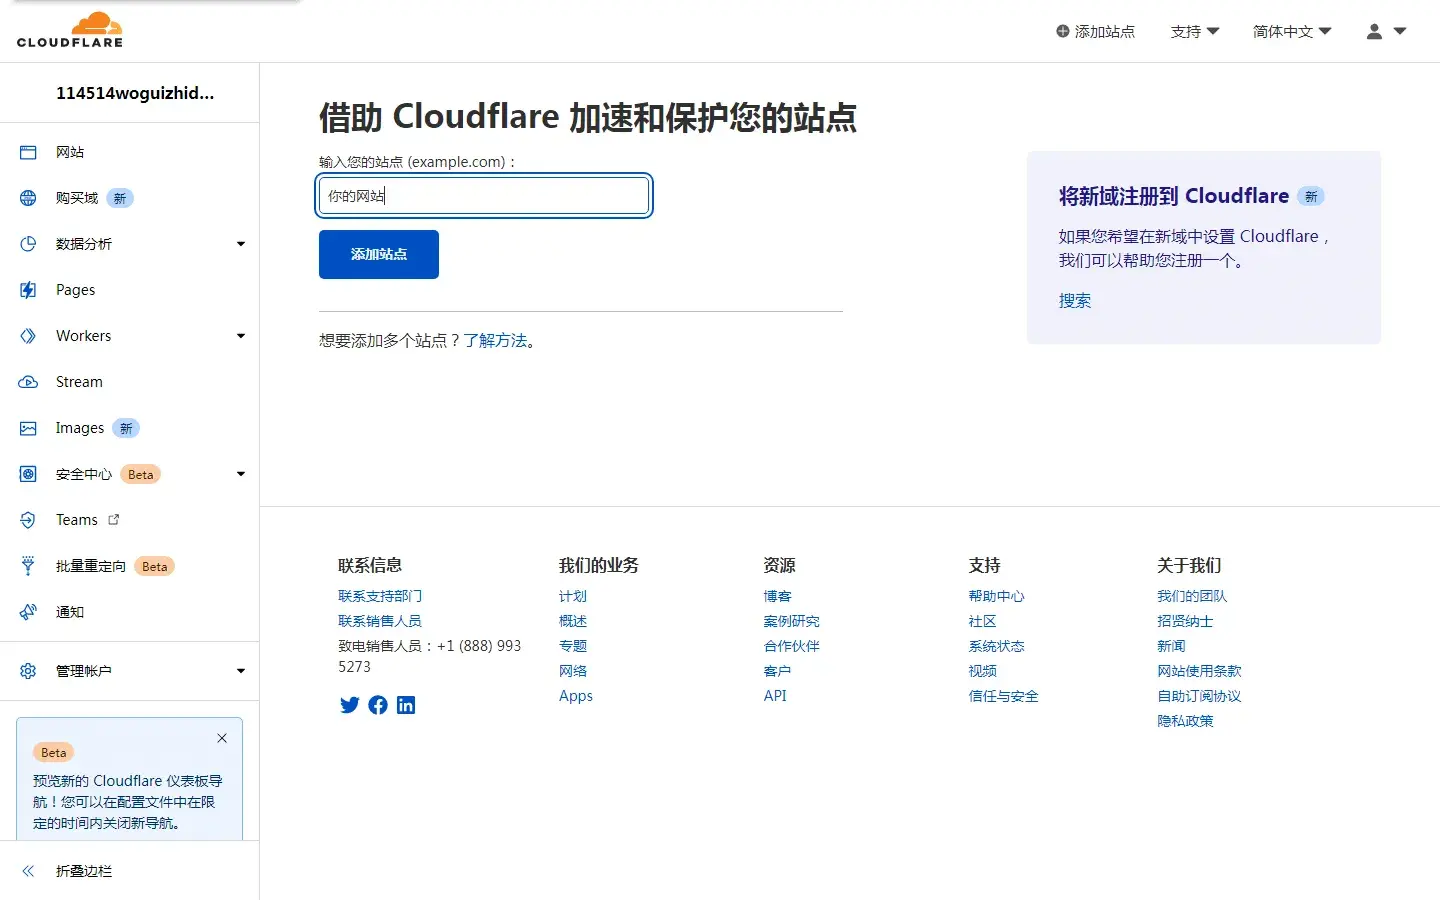 CLOUDFLARE
添加站点
支持
简体中文
114514woguizhid...
网站
购买域 新
数据分析
Pages
Workers
Stream
Images 新
安全中心 Beta
Teams
批量重定向 Beta
通知
管理帐户
Beta
预览新的 Cloudflare 仪表板导
航！您可以在配置文件中在限
定的时间内关闭新导航。
折叠边栏
借助 Cloudflare 加速和保护您的站点
输入您的站点 (example.com)：
你的网站
添加站点
想要添加多个站点？了解方法。
将新域注册到 Cloudflare 新
如果您希望在新域中设置 Cloudflare，
我们可以帮助您注册一个。
搜索
联系信息
联系支持部门
联系销售人员
致电销售人员：+1 (888) 993
5273
我们的业务
计划
概述
专题
网络
Apps
资源
博客
案例研究
合作伙伴
客户
API
支持
帮助中心
社区
系统状态
视频
信任与安全
关于我们
我们的团队
招贤纳士
新闻
网站使用条款
自助订阅协议
隐私政策